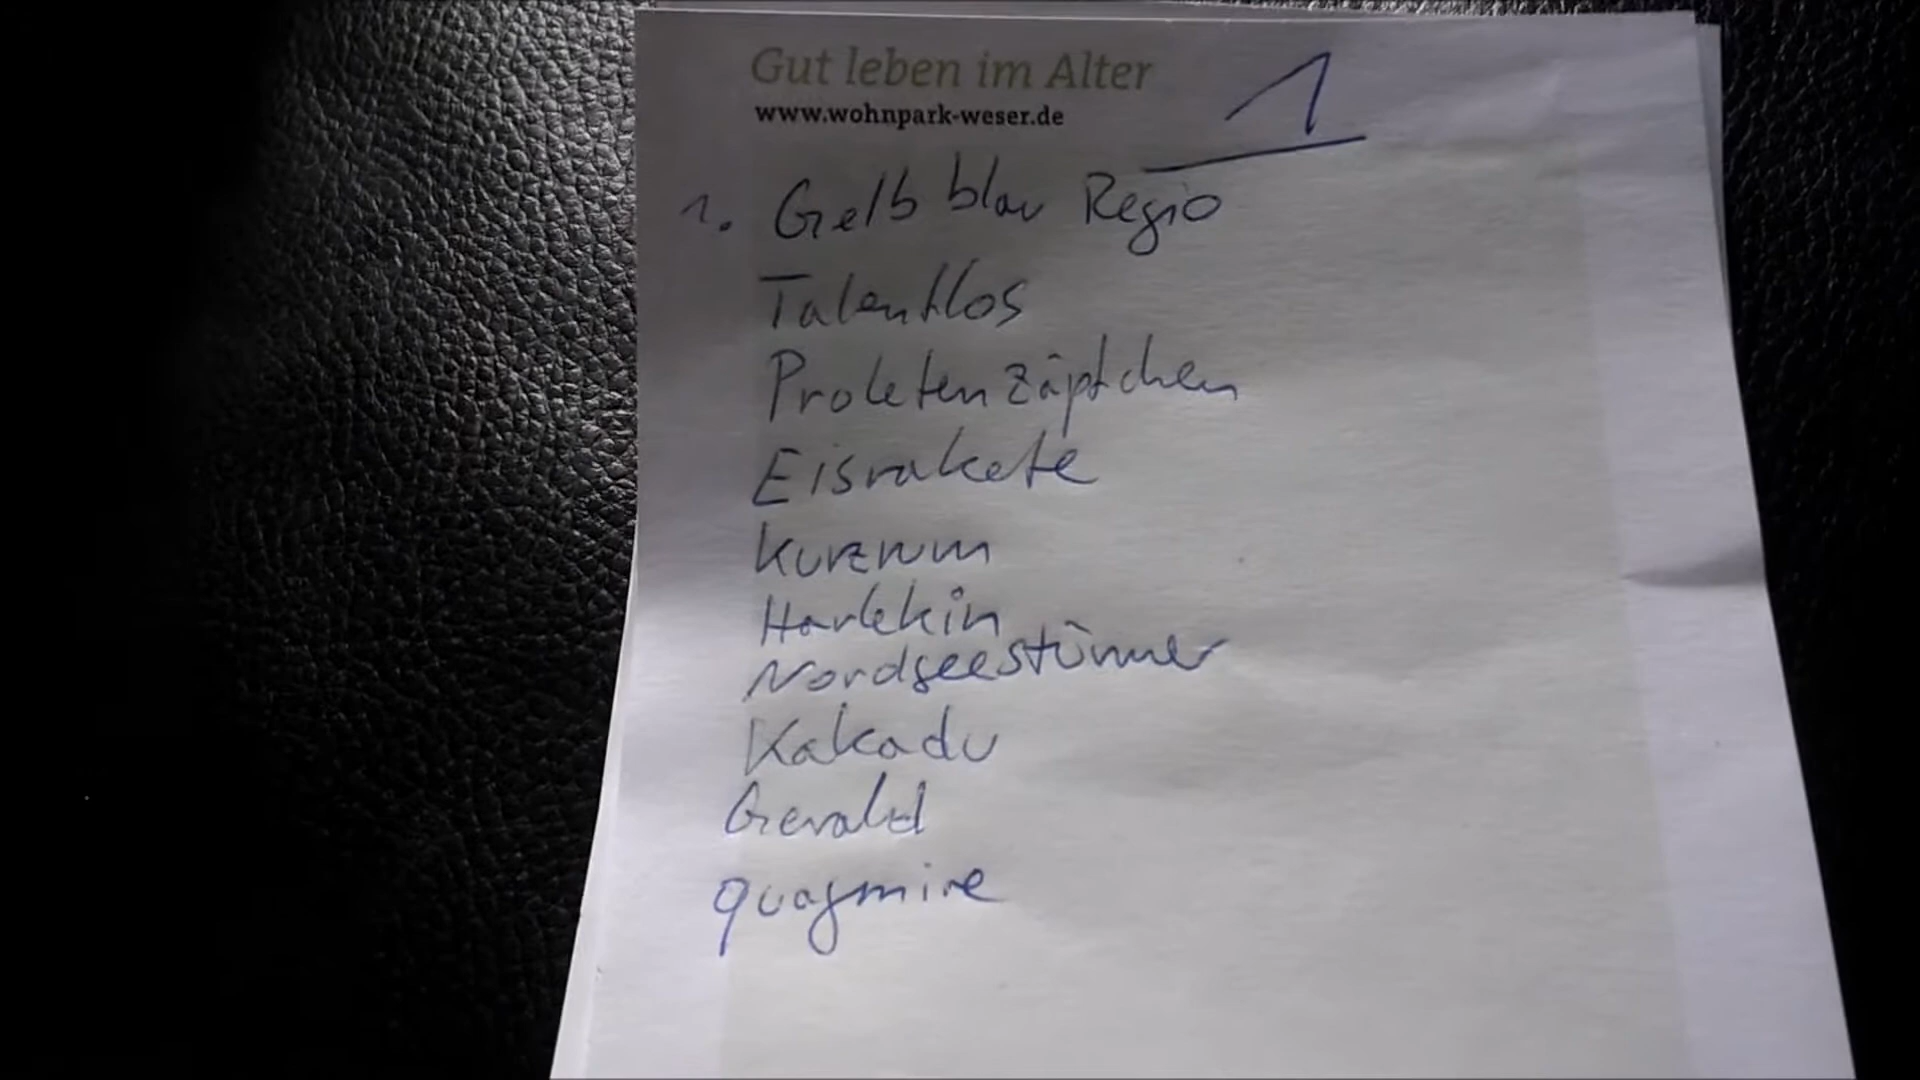 Gut leben im Alter
www.wohnpark-weser.de
1
1. Gelb blau Regio
Talentlos
Proletenzäpfchen
Eisrakete
Kurzum
Harlekin
Nordseestürmer
Kakadu
Gerald
quagmire